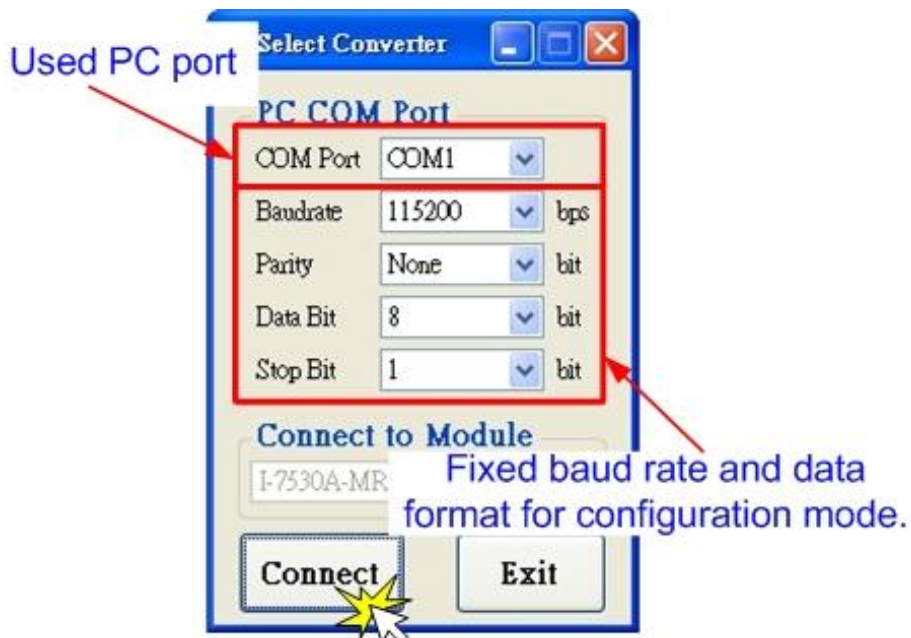 Select Converter
Used PC port
PC COM Port
COM Port COM1
Baudrate 115200 bps
Parity None bit
Data Bit 8 bit
Stop Bit 1 bit
Connect to Module
I-7530A-MR
Fixed baud rate and data
format for configuration mode.
Connect Exit